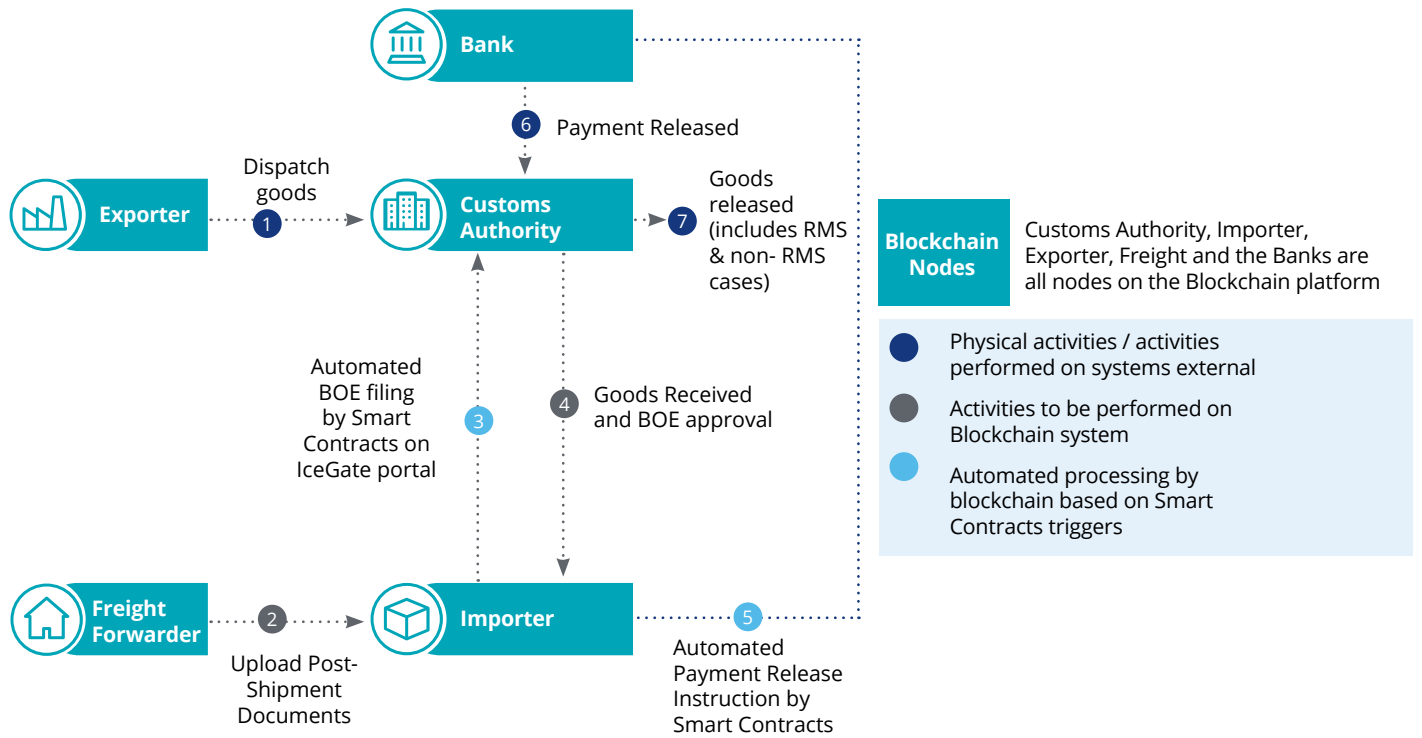 Bank
6
Payment Released
Dispatch
goods
Exporter
1
Customs
Authority
7
Goods
released
(includes RMS
& non- RMS
cases)
Automated
BOE filing
by Smart
Contracts on
IceGate portal
3
4
Goods Received
and BOE approval
Freight
Forwarder
2
Upload Post-
Shipment
Documents
Importer
5
Automated
Payment Release
Instruction by
Smart Contracts
Blockchain
Nodes
Customs Authority, Importer,
Exporter, Freight and the Banks are
all nodes on the Blockchain platform
Physical activities / activities
performed on systems external
Activities to be performed on
Blockchain system
Automated processing by
blockchain based on Smart
Contracts triggers